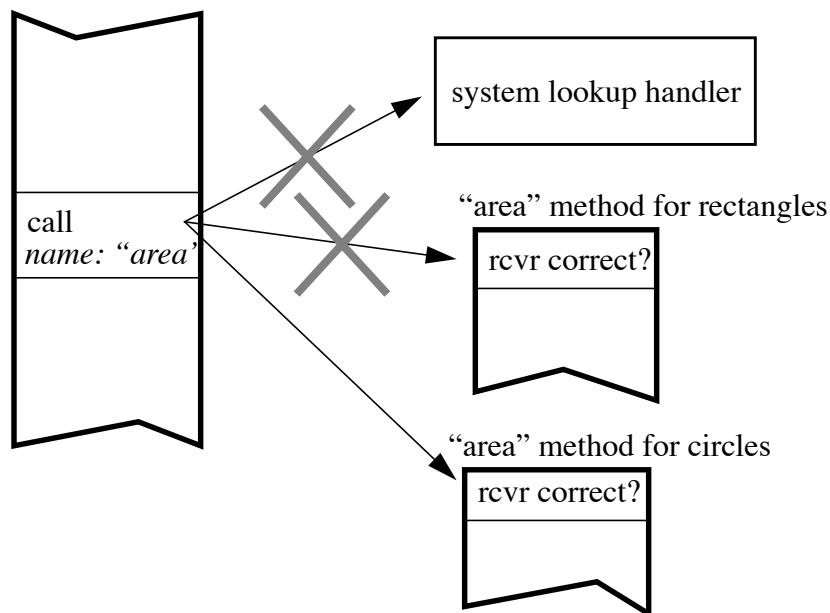 system lookup handler
“area” method for rectangles
call
name: “area’
rcvr correct?
“area” method for circles
rcvr correct?